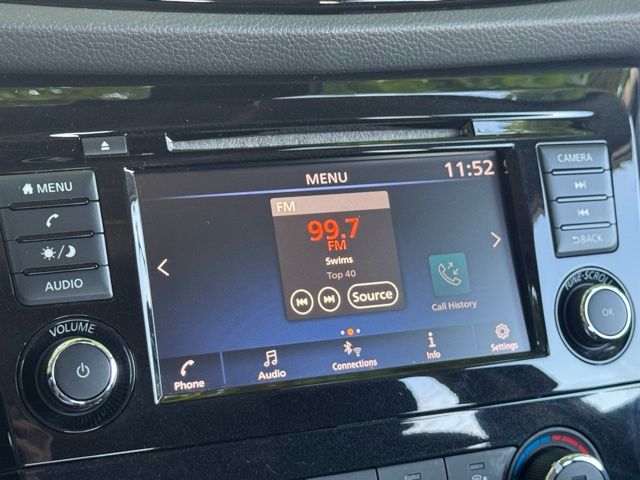 MENU
11:52
FM
99.7
FM
Swims
Top 40
Source
Call History
Phone
Audio
Connections
Info
Settings
MENU
AUDIO
VOLUME
CAMERA
BACK
TUNE·SCROLL
OK